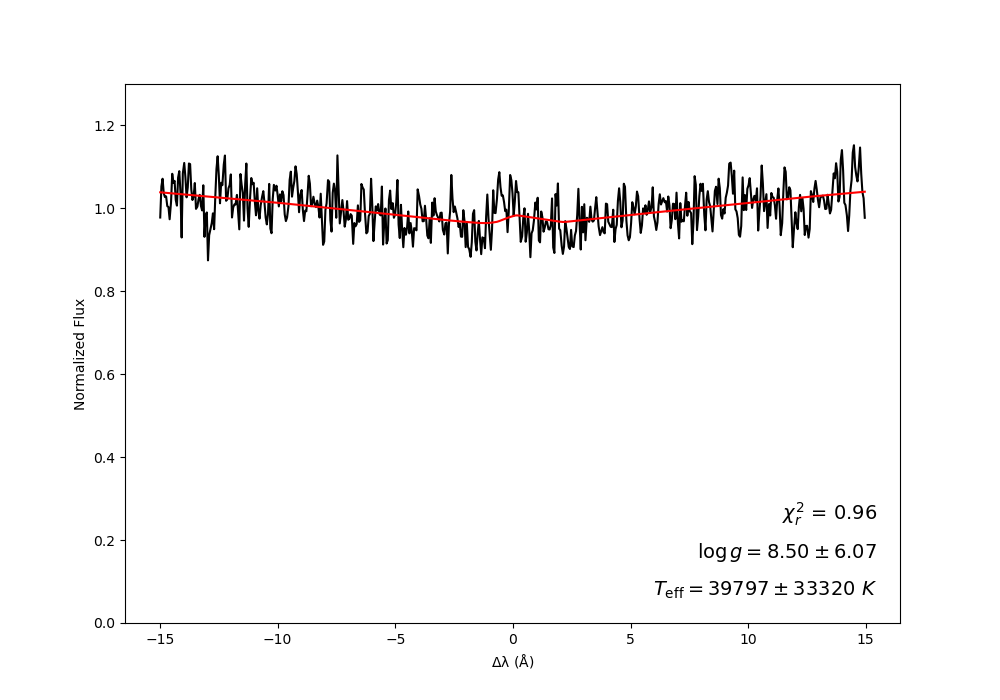 1.2
1.0
0.8
0.6
0.4
0.2
0.0
Normalized Flux
χ²ᵣ = 0.96
log g = 8.50 ± 6.07
T_eff = 39797 ± 33320 K
−15 −10 −5 0 5 10 15
Δλ (Å)